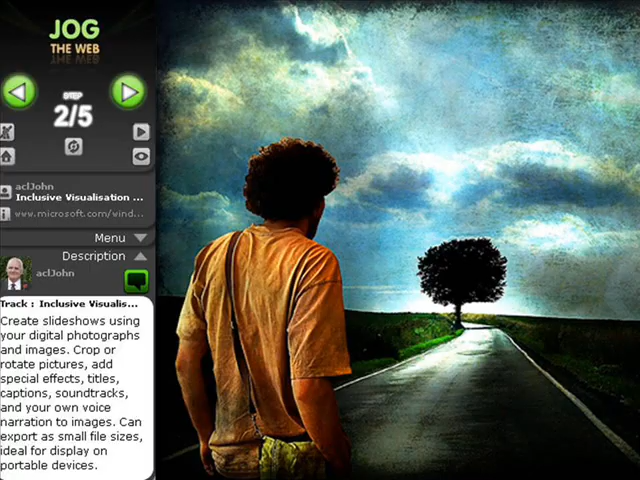 JOG
THE WEB
STEP
2/5
aclJohn
Inclusive Visualisation ...
www.microsoft.com/wind...
Menu
Description
aclJohn
Track : Inclusive Visualis...
Create slideshows using
your digital photographs
and images. Crop or
rotate pictures, add
special effects, titles,
captions, soundtracks,
and your own voice
narration to images. Can
export as small file sizes,
ideal for display on
portable devices.